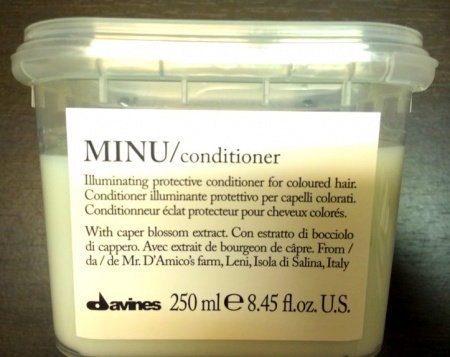 MINU/conditioner
Illuminating protective conditioner for coloured hair.
Conditioner illuminante protettivo per capelli colorati.
Conditionneur éclat protecteur pour cheveux colorés.
With caper blossom extract. Con estratto di bocciolo
di cappero. Avec extrait de bourgeon de câpre. From /
da / de Mr. D'Amico's farm, Leni, Isola di Salina, Italy
davines 250 ml e 8.45 fl.oz. U.S.